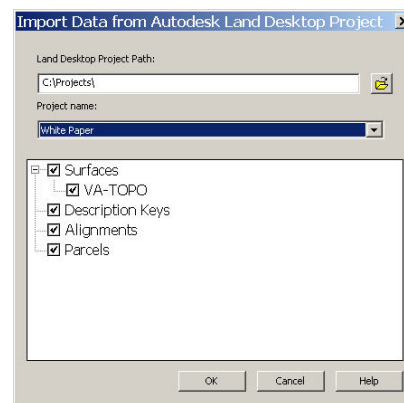 Import Data from Autodesk Land Desktop Project
Land Desktop Project Path:
C:\Projects\
Project name:
White Paper
Surfaces
VA-TOPO
Description Keys
Alignments
Parcels
OK Cancel Help